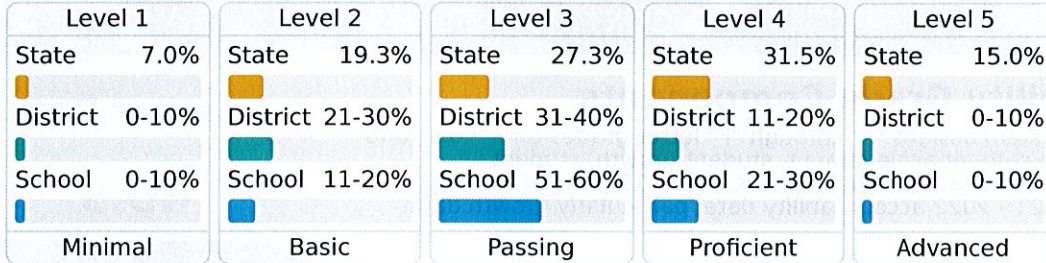 Level 1 Level 2 Level 3 Level 4 Level 5
State 7.0% State 19.3% State 27.3% State 31.5% State 15.0%
District 0-10% District 21-30% District 31-40% District 11-20% District 0-10%
School 0-10% School 11-20% School 51-60% School 21-30% School 0-10%
Minimal Basic Passing Proficient Advanced